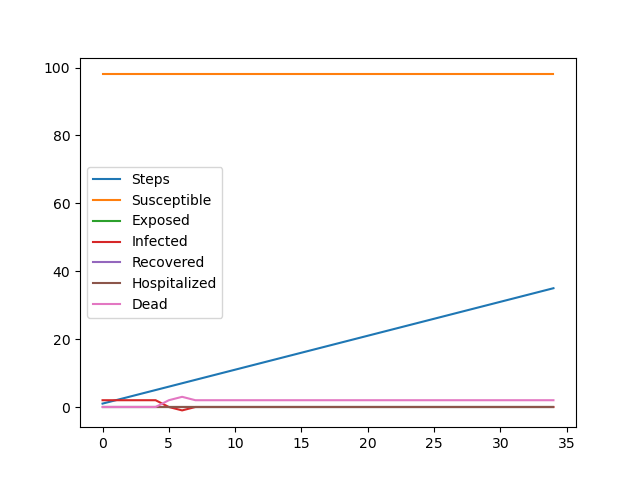 100
80
60
40
20
0
Steps
Susceptible
Exposed
Infected
Recovered
Hospitalized
Dead
0 5 10 15 20 25 30 35